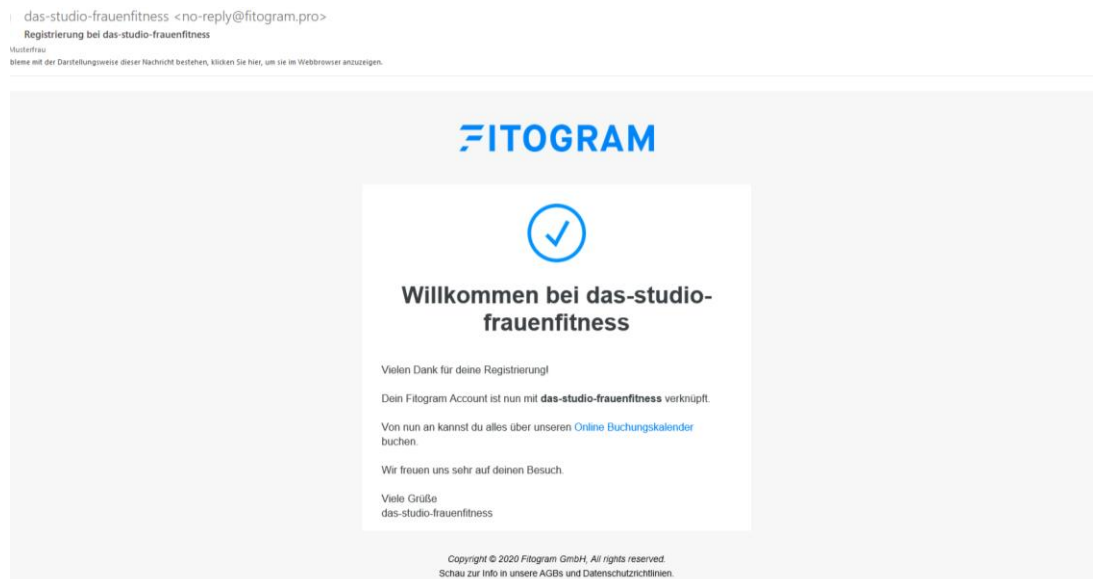 das-studio-frauenfitness <no-reply@fitogram.pro>
Registrierung bei das-studio-frauenfitness
Musterfrau
bleme mit der Darstellungsweise dieser Nachricht bestehen, klicken Sie hier, um sie im Webbrowser anzuzeigen.
FITOGRAM
Willkommen bei das-studio-
frauenfitness
Vielen Dank für deine Registrierung!
Dein Fitogram Account ist nun mit das-studio-frauenfitness verknüpft.
Von nun an kannst du alles über unseren Online Buchungskalender
buchen.
Wir freuen uns sehr auf deinen Besuch.
Viele Grüße
das-studio-frauenfitness
Copyright © 2020 Fitogram GmbH, All rights reserved.
Schau zur Info in unsere AGBs und Datenschutzrichtlinien.